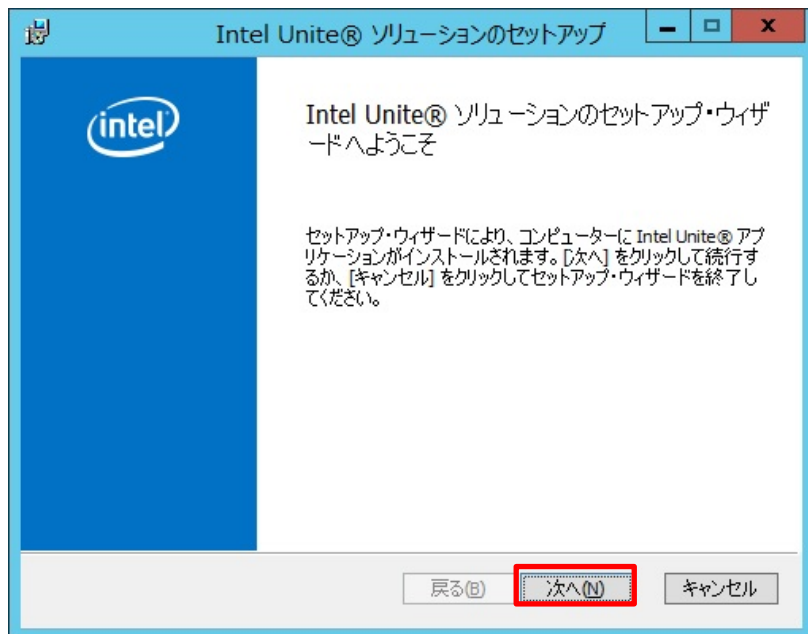 Intel Unite® ソリューションのセットアップ
intel
Intel Unite® ソリューションのセットアップ・ウィザ
ードへようこそ
セットアップ・ウィザードにより、コンピューターに Intel Unite® アプ
リケーションがインストールされます。[次へ] をクリックして続行す
るか、[キャンセル] をクリックしてセットアップ・ウィザードを終了し
てください。
戻る(B) 次へ(N) キャンセル